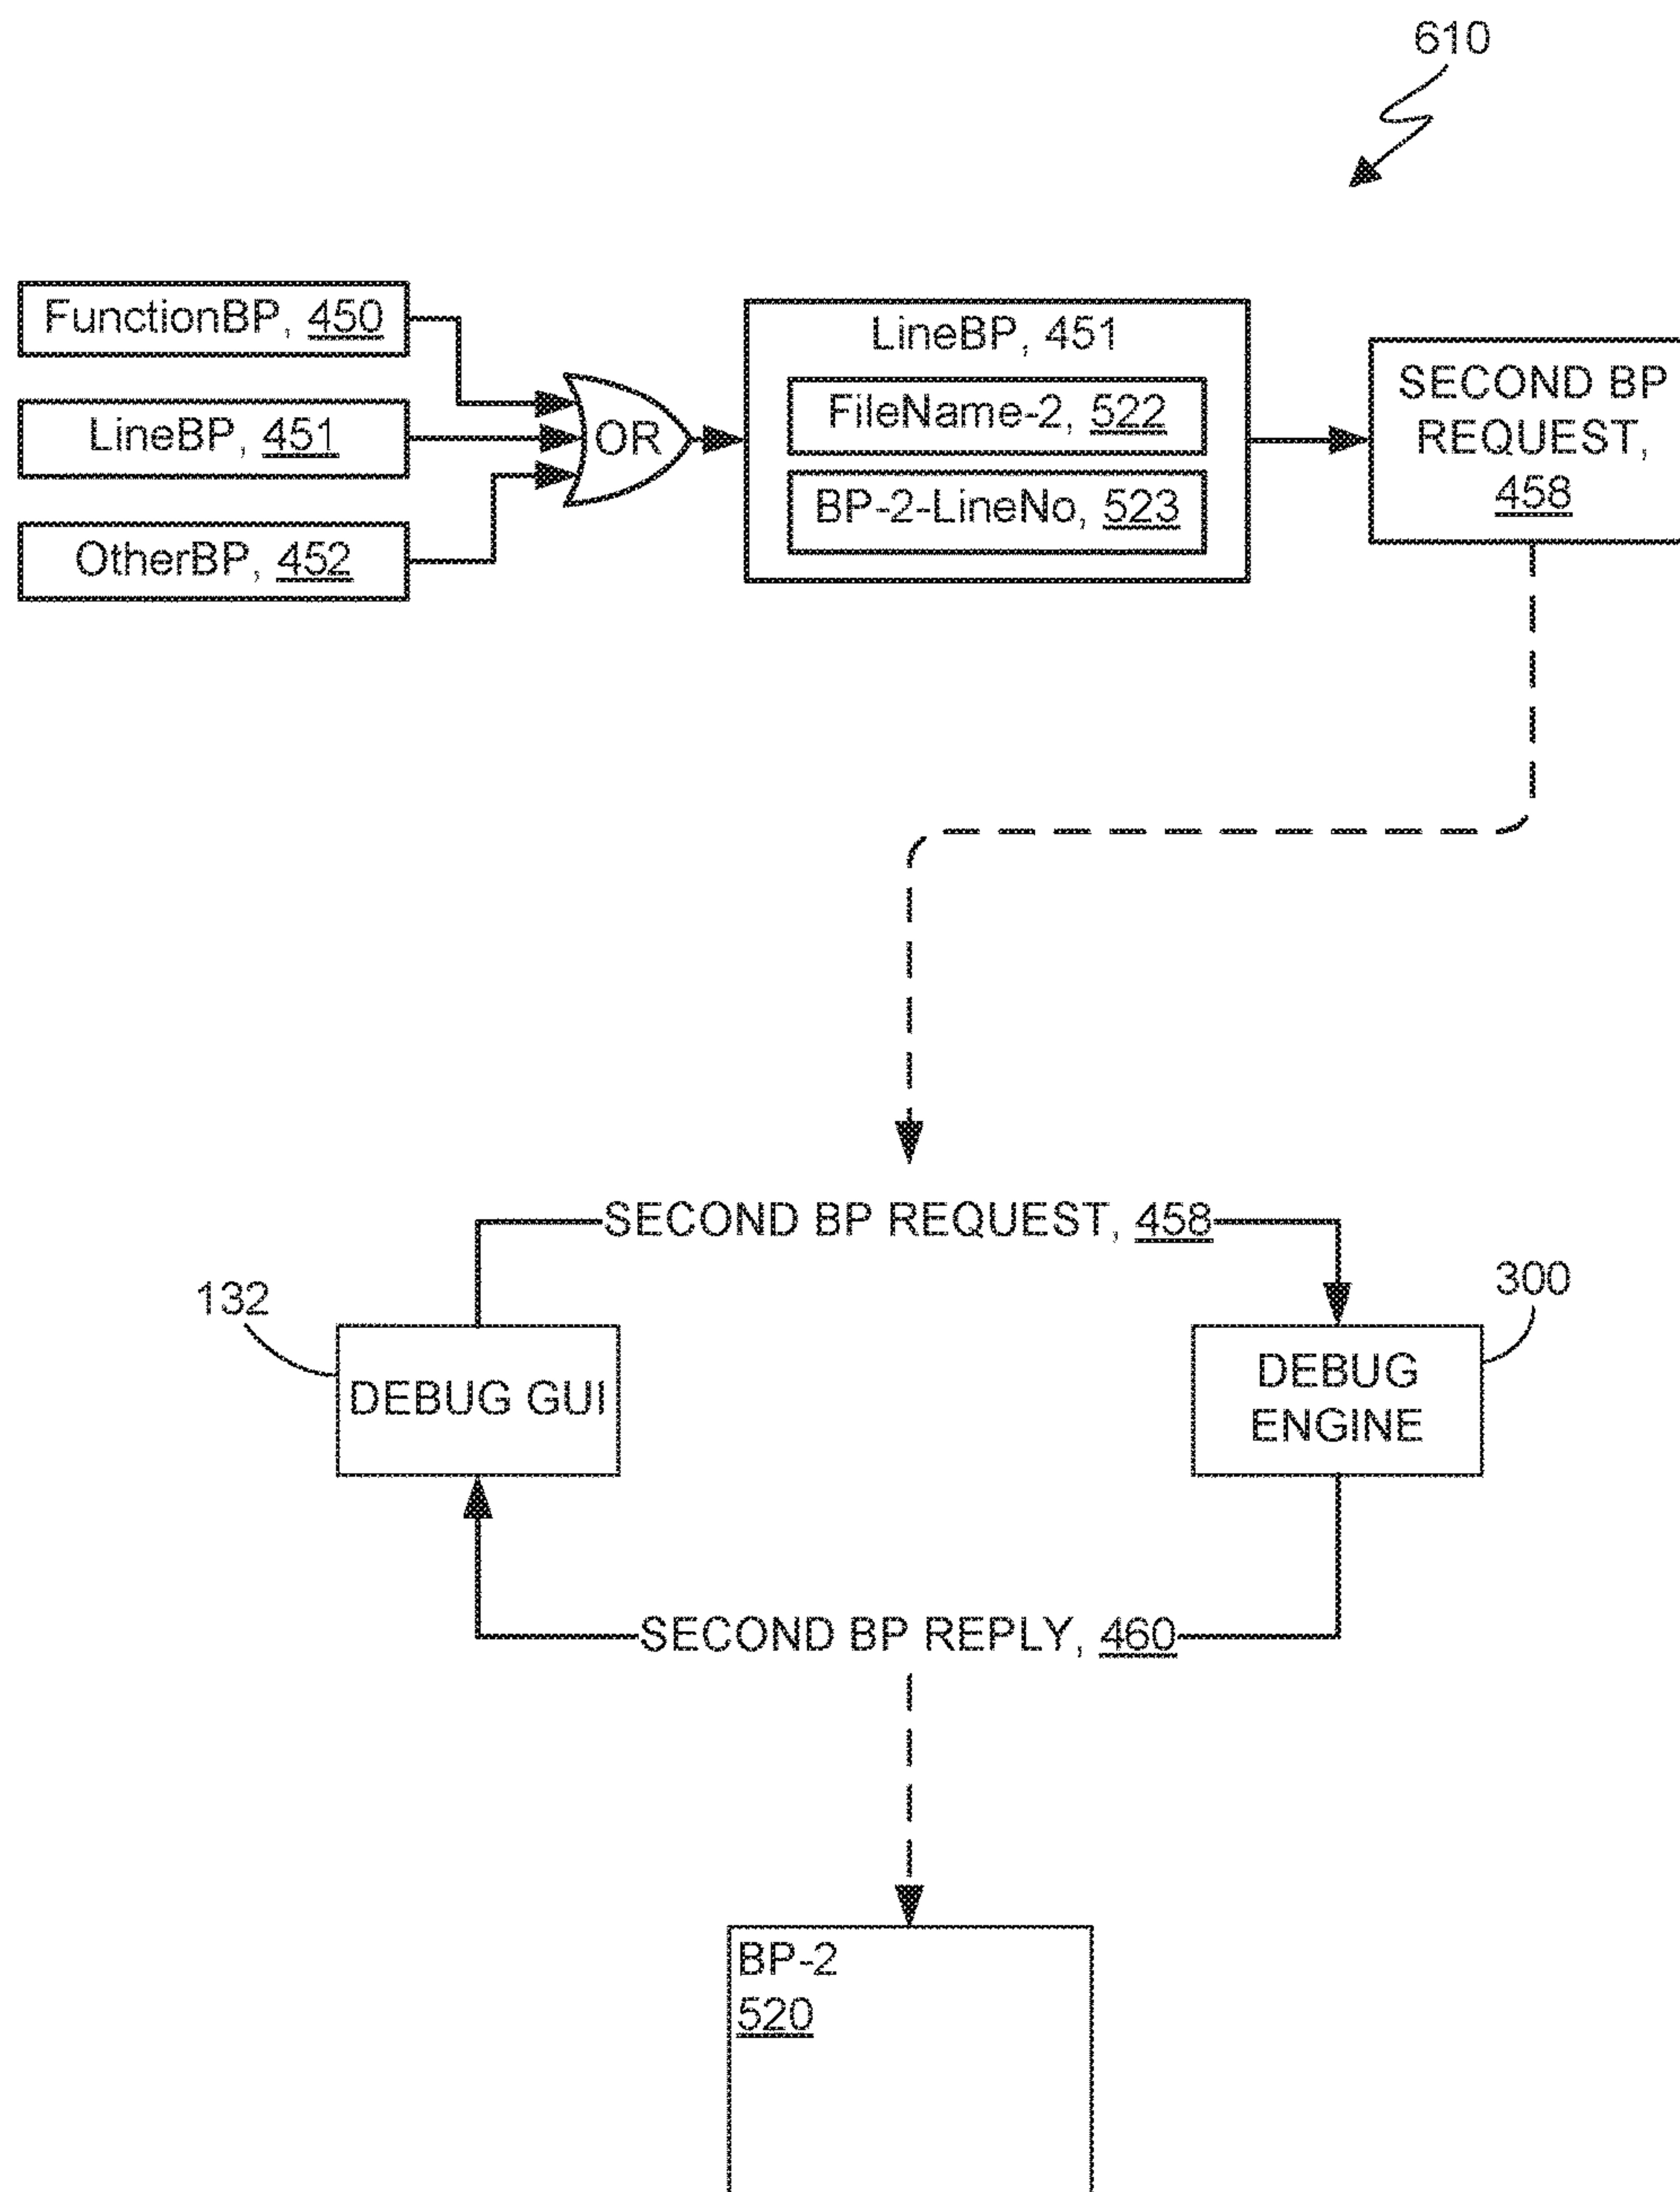 610
FunctionBP, 450
LineBP, 451
OtherBP, 452
OR
LineBP, 451
FileName-2, 522
BP-2-LineNo, 523
SECOND BP
REQUEST,
458
SECOND BP REQUEST, 458
132
DEBUG GUI
300
DEBUG
ENGINE
SECOND BP REPLY, 460
BP-2
520